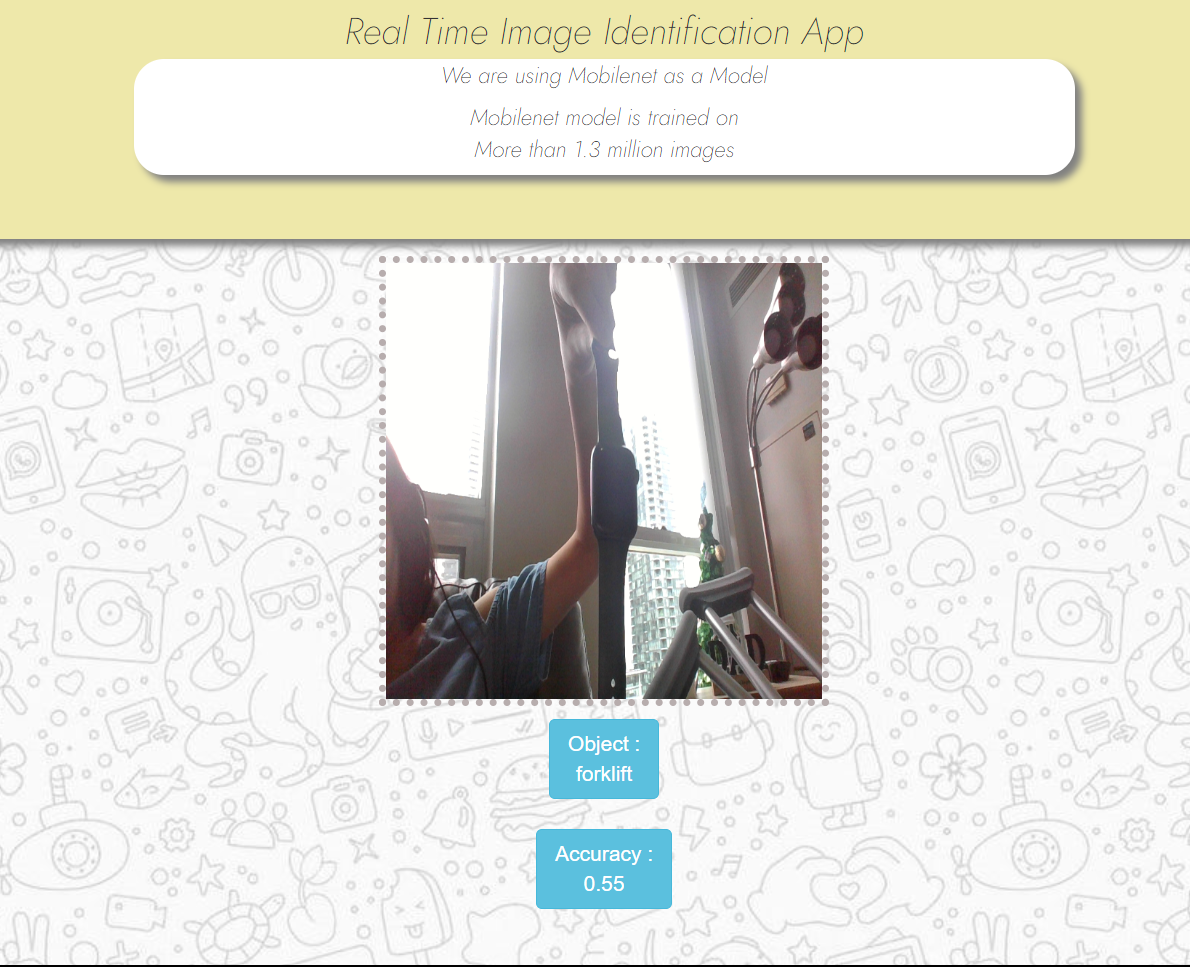 Real Time Image Identification App
We are using Mobilenet as a Model
Mobilenet model is trained on
More than 1.3 million images
Object :
forklift
Accuracy :
0.55